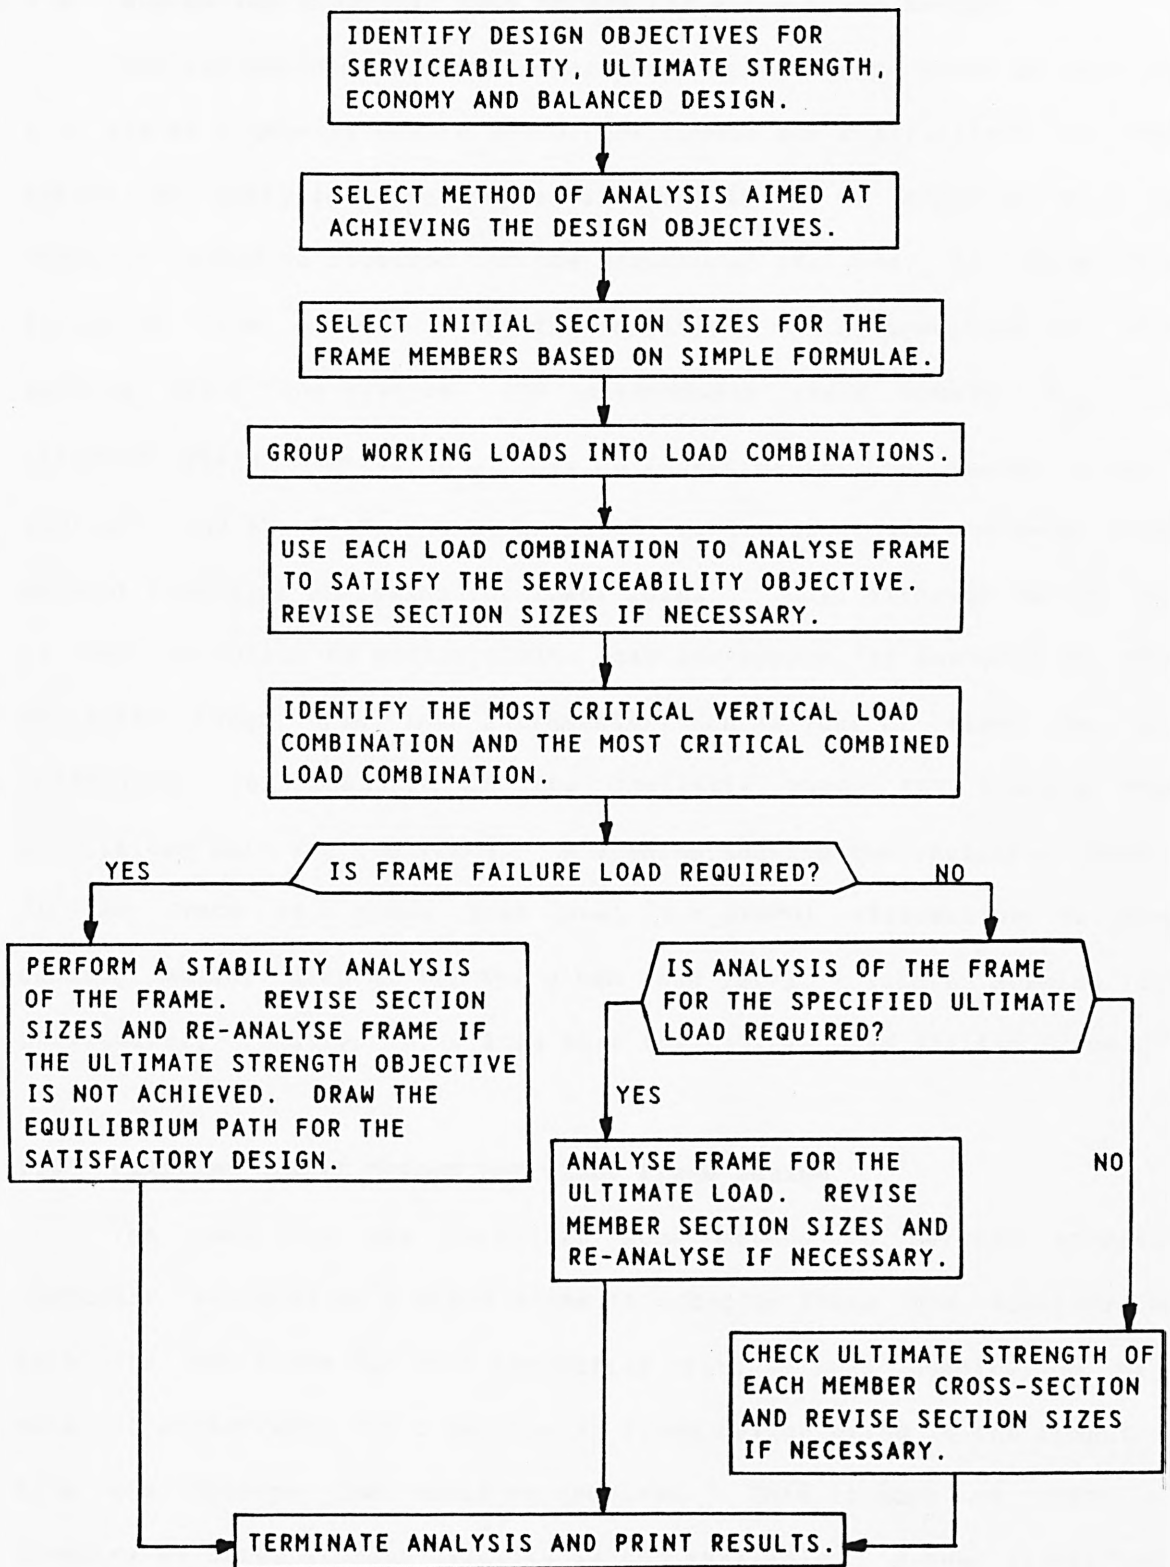 IDENTIFY DESIGN OBJECTIVES FOR
SERVICEABILITY, ULTIMATE STRENGTH,
ECONOMY AND BALANCED DESIGN.
SELECT METHOD OF ANALYSIS AIMED AT
ACHIEVING THE DESIGN OBJECTIVES.
SELECT INITIAL SECTION SIZES FOR THE
FRAME MEMBERS BASED ON SIMPLE FORMULAE.
GROUP WORKING LOADS INTO LOAD COMBINATIONS.
USE EACH LOAD COMBINATION TO ANALYSE FRAME
TO SATISFY THE SERVICEABILITY OBJECTIVE.
REVISE SECTION SIZES IF NECESSARY.
IDENTIFY THE MOST CRITICAL VERTICAL LOAD
COMBINATION AND THE MOST CRITICAL COMBINED
LOAD COMBINATION.
IS FRAME FAILURE LOAD REQUIRED?
YES
NO
PERFORM A STABILITY ANALYSIS
OF THE FRAME. REVISE SECTION
SIZES AND RE-ANALYSE FRAME IF
THE ULTIMATE STRENGTH OBJECTIVE
IS NOT ACHIEVED. DRAW THE
EQUILIBRIUM PATH FOR THE
SATISFACTORY DESIGN.
IS ANALYSIS OF THE FRAME
FOR THE SPECIFIED ULTIMATE
LOAD REQUIRED?
YES
NO
ANALYSE FRAME FOR THE
ULTIMATE LOAD. REVISE
MEMBER SECTION SIZES AND
RE-ANALYSE IF NECESSARY.
CHECK ULTIMATE STRENGTH OF
EACH MEMBER CROSS-SECTION
AND REVISE SECTION SIZES
IF NECESSARY.
TERMINATE ANALYSIS AND PRINT RESULTS.